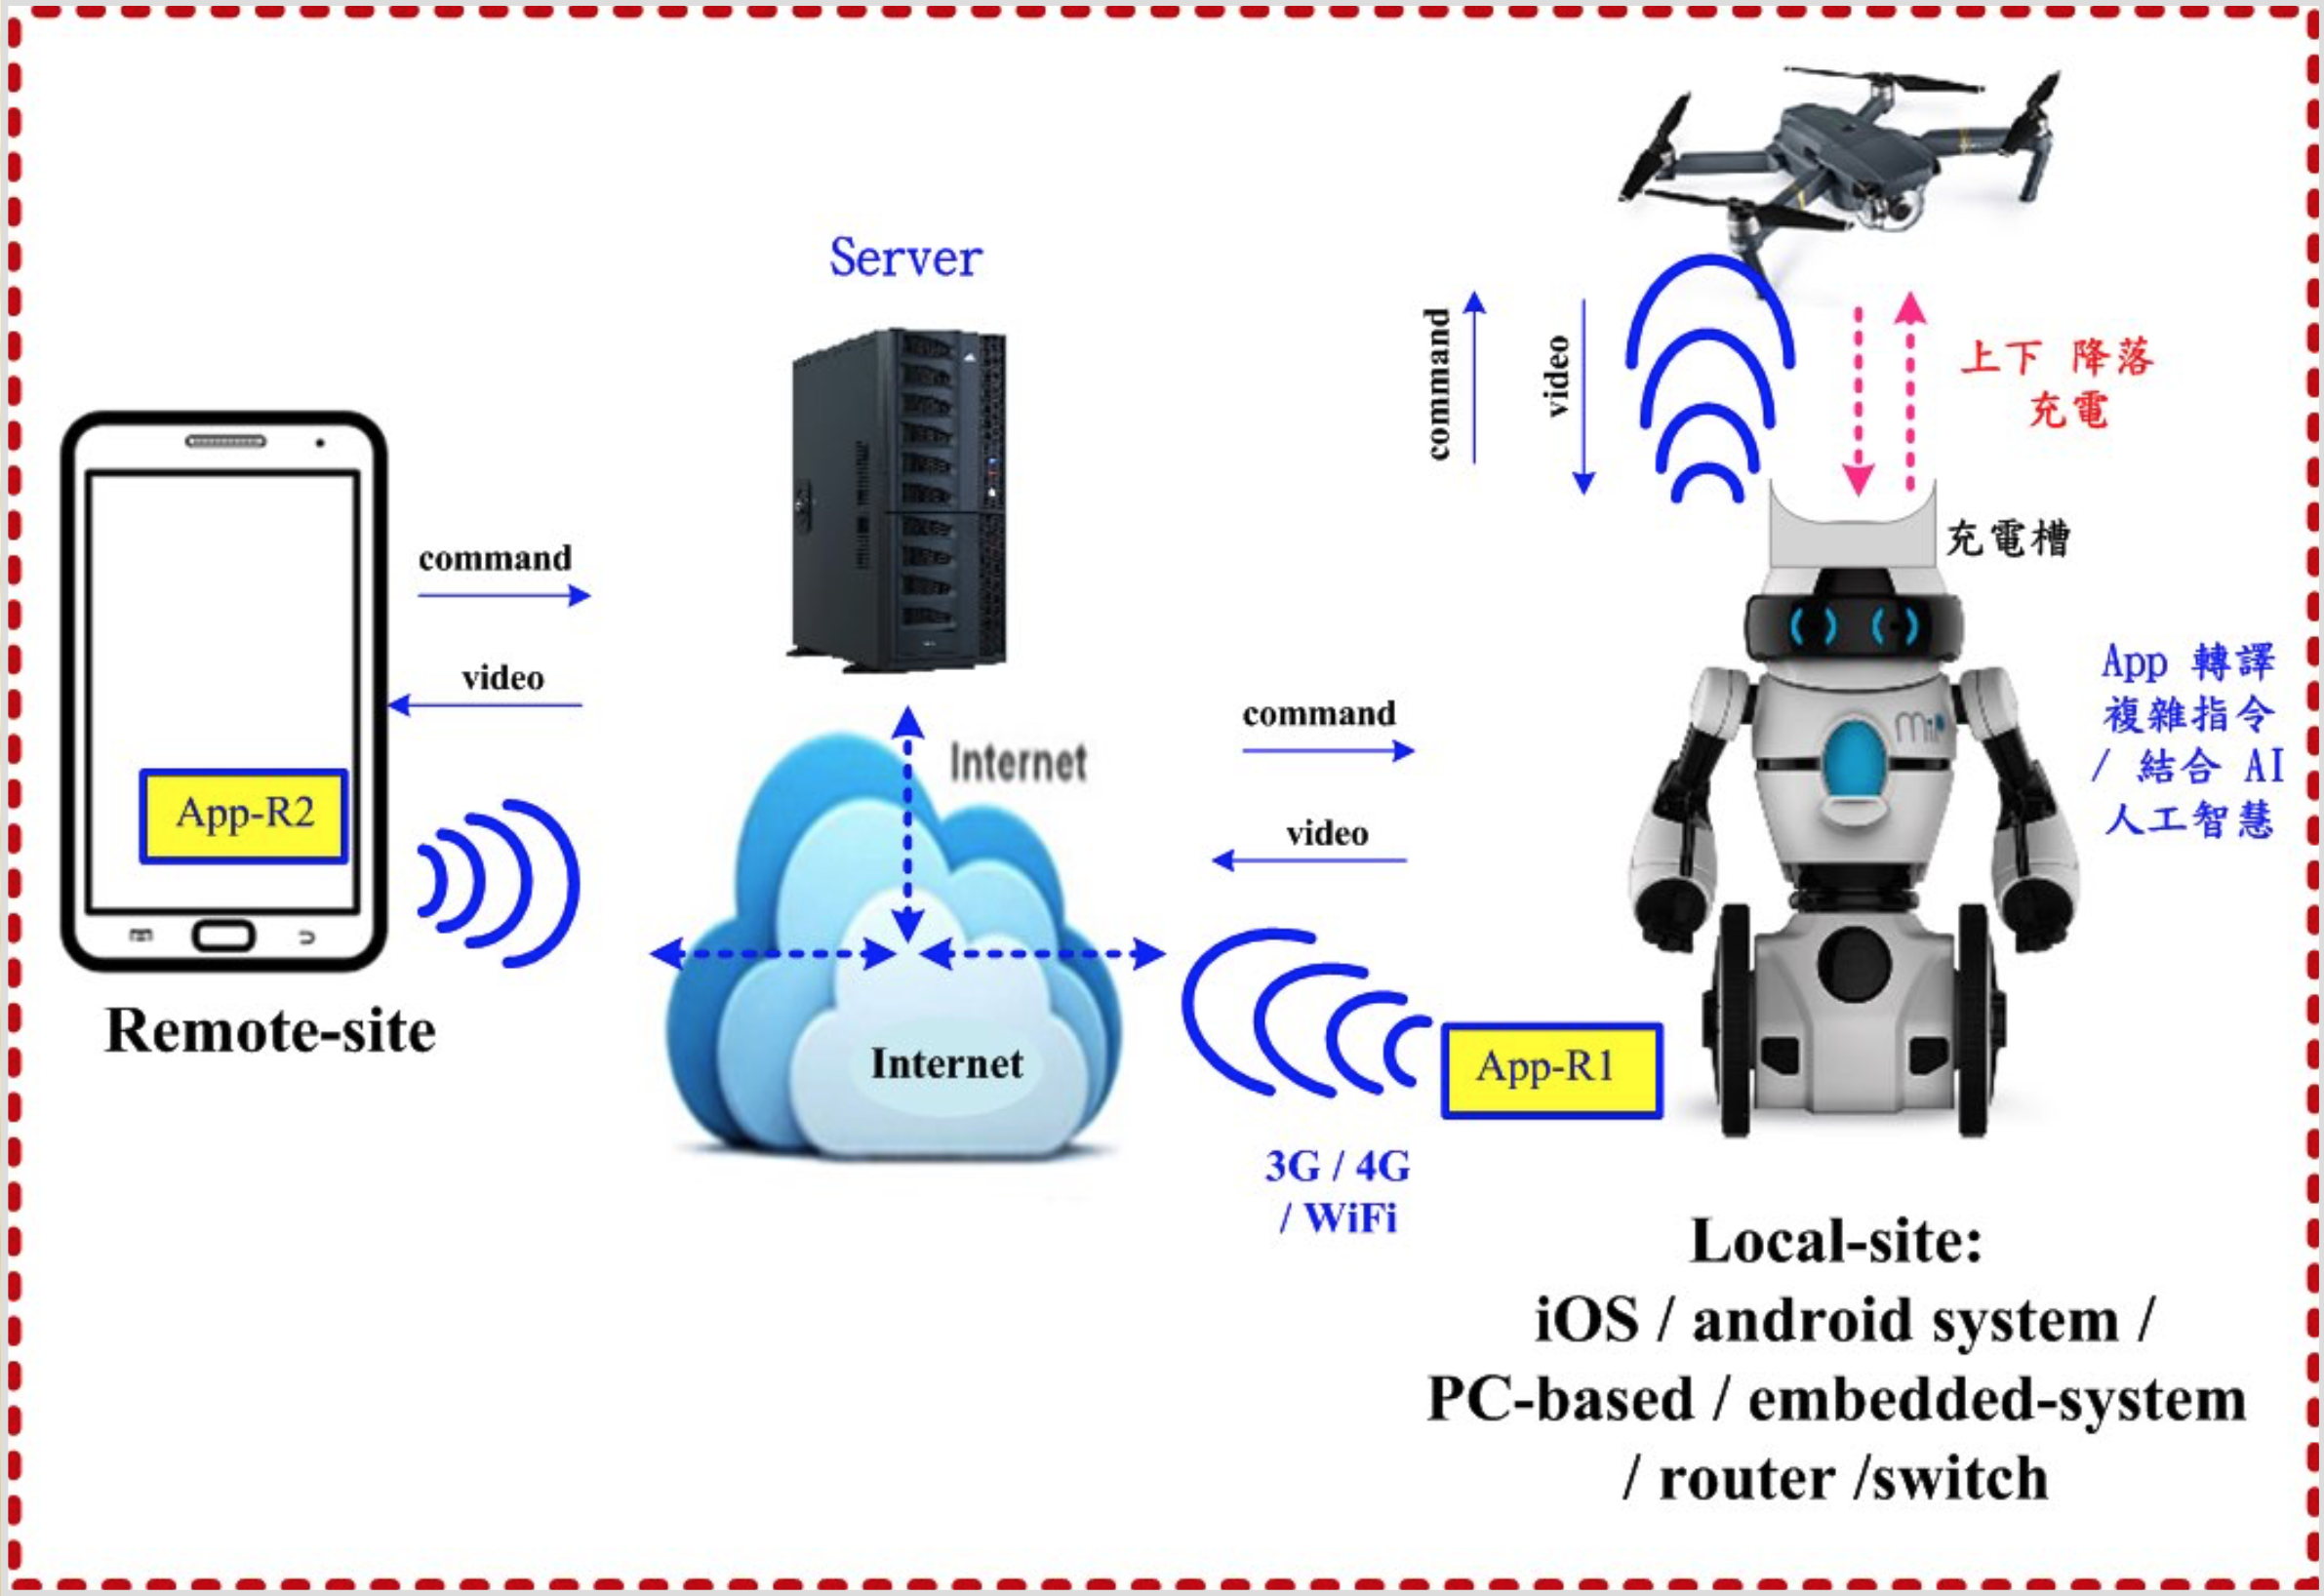 Server
command
video
上下 降落
充電
充電槽
command
video
App-R2
Remote-site
Internet
Internet
command
video
App 轉譯
複雜指令
/ 結合 AI
人工智慧
MiP
App-R1
3G / 4G
/ WiFi
Local-site:
iOS / android system /
PC-based / embedded-system
/ router /switch